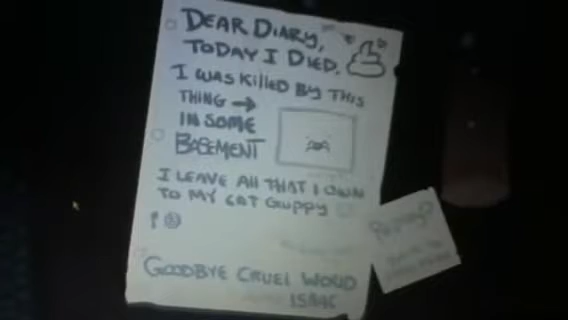 DEAR DIARY,
TODAY I DIED.
I WAS KILLED BY THIS
THING →
IN SOME
BASEMENT
I LEAVE ALL THAT I OWN
TO MY CAT GUPPY
GOODBYE CRUEL WORLD
ISAAC